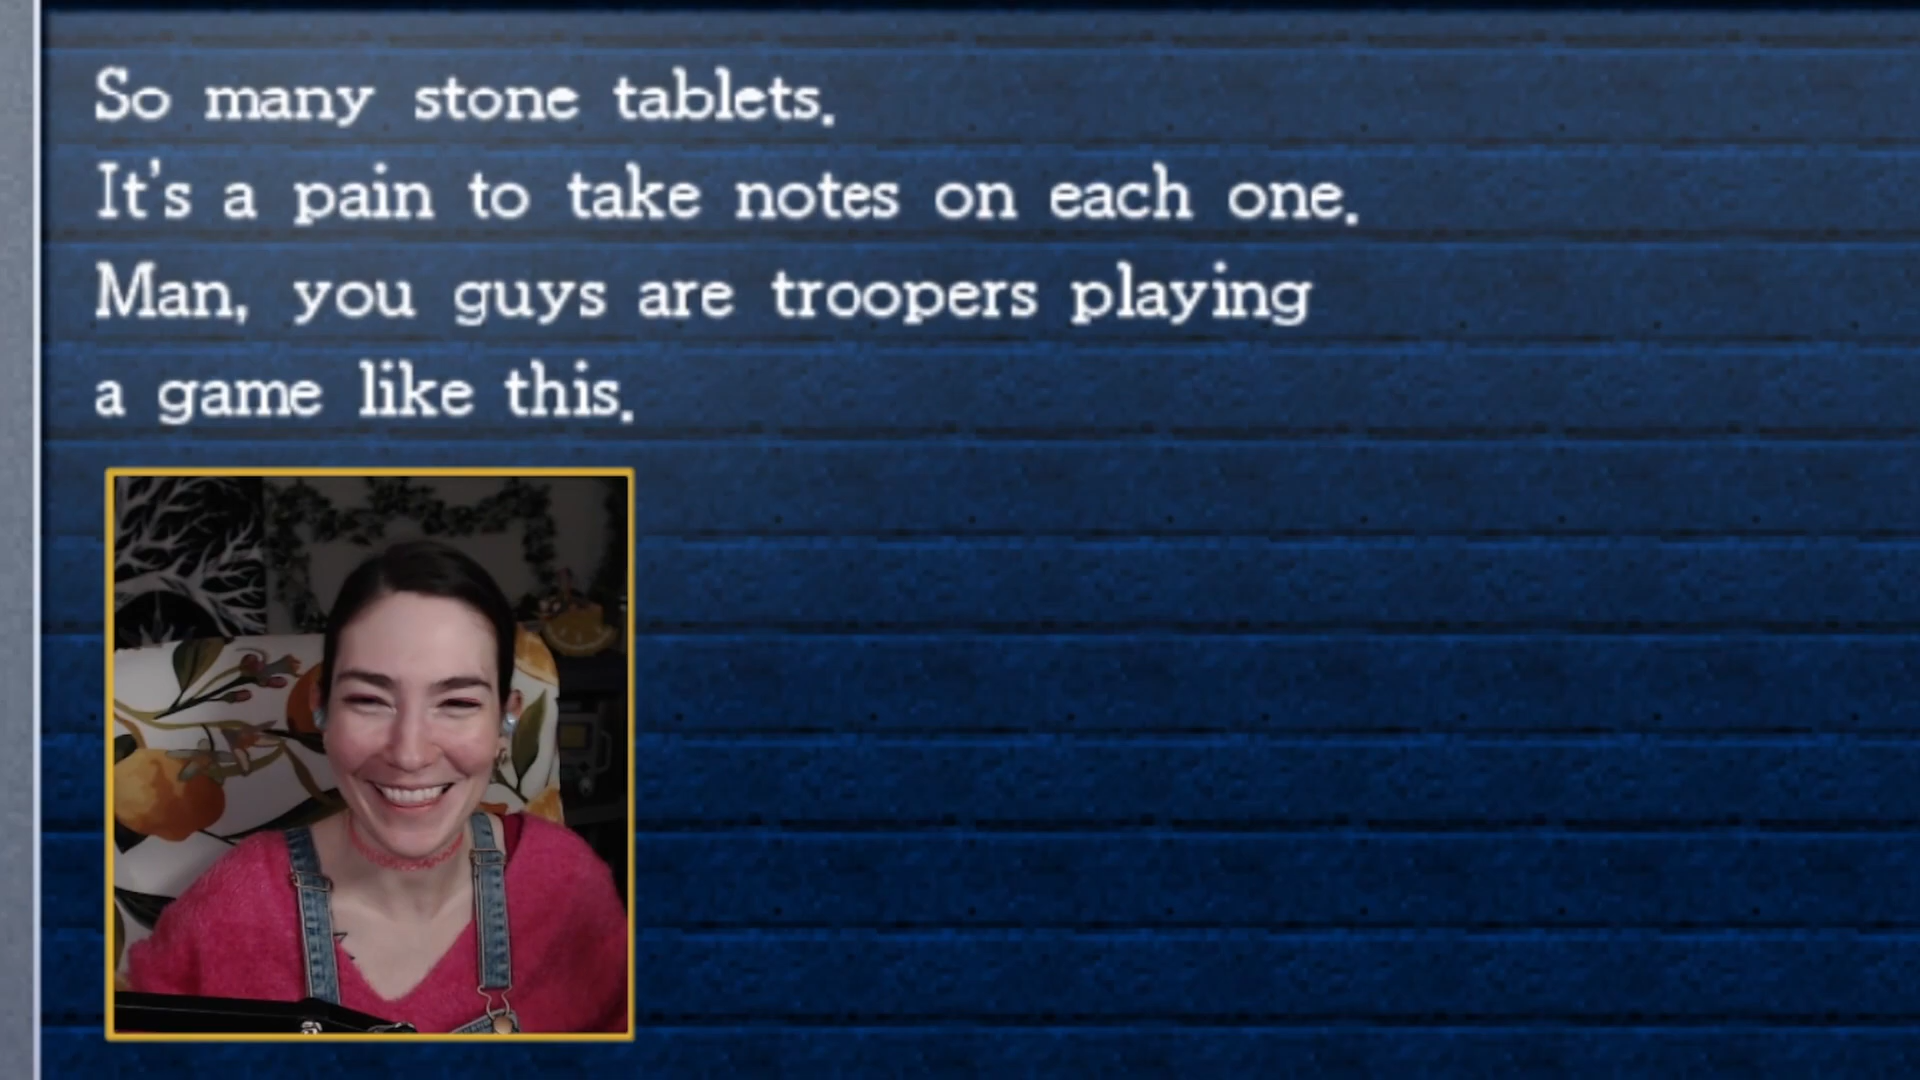 So many stone tablets.
It's a pain to take notes on each one.
Man, you guys are troopers playing
a game like this.